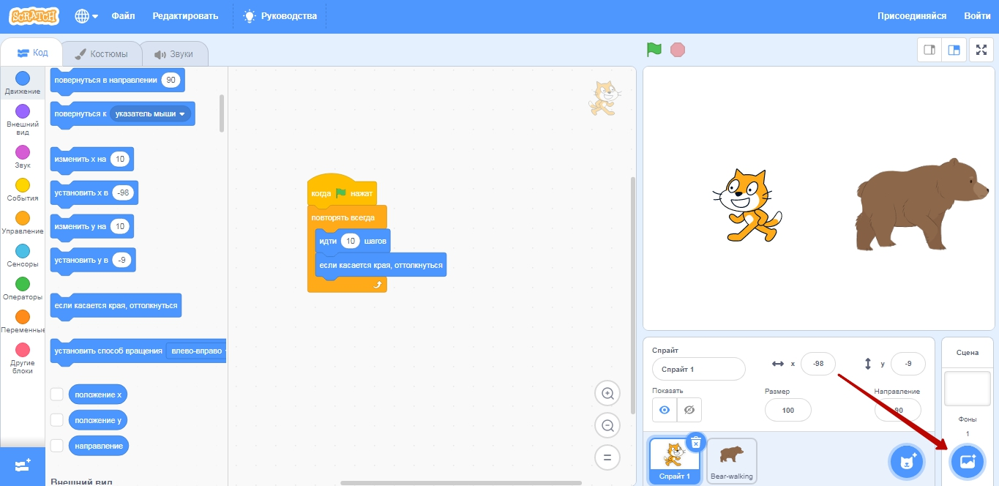 SCRATCH
Файл
Редактировать
Руководства
Присоединяйся
Войти
Код
Костюмы
Звуки
Движение
Внешний
вид
Звук
События
Управление
Сенсоры
Операторы
Переменные
Другие
блоки
повернуться в направлении 90
повернуться к указатель мыши
изменить х на 10
установить х в -98
изменить у на 10
установить у в -9
если касается края, оттолкнуться
установить способ вращения влево-вправо
положение х
положение у
направление
Внешний вид
когда нажат
повторять всегда
идти 10 шагов
если касается края, оттолкнуться
Спрайт
Спрайт 1
x -98
y -9
Показать
Размер
100
Направление
90
Спрайт 1
Bear-walking
Сцена
Фоны
1